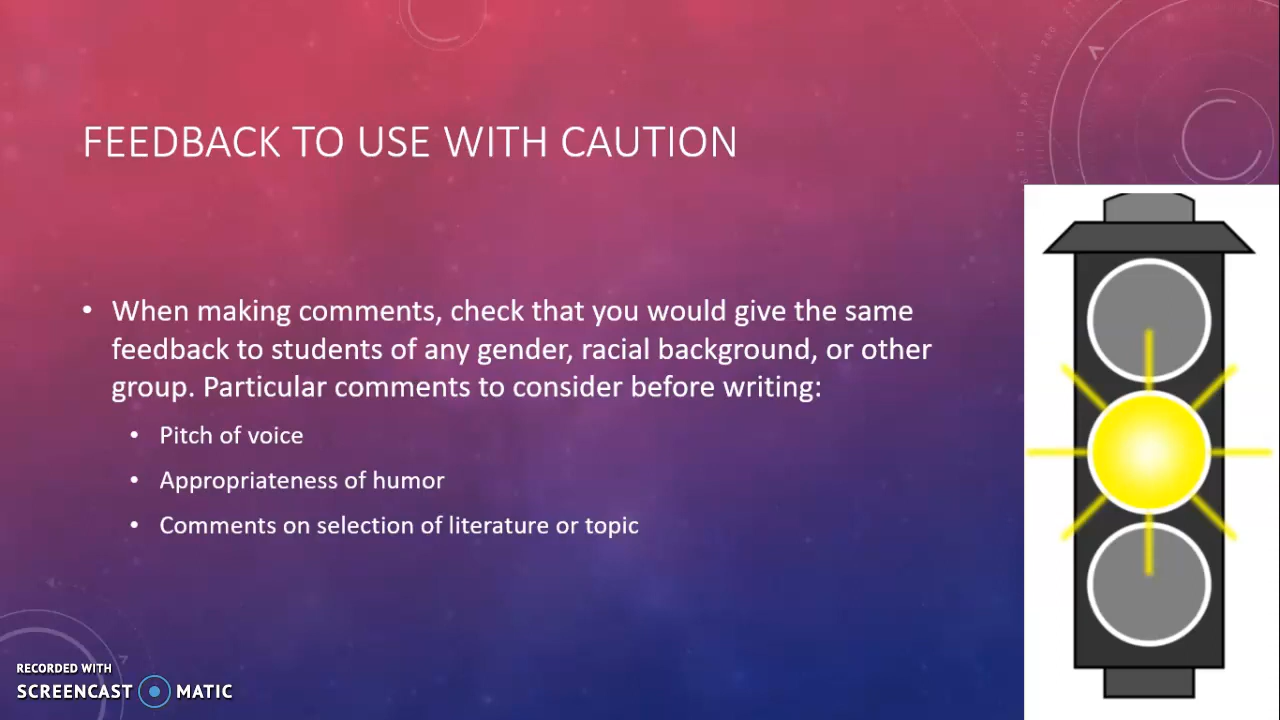 FEEDBACK TO USE WITH CAUTION
• When making comments, check that you would give the same
feedback to students of any gender, racial background, or other
group. Particular comments to consider before writing:
• Pitch of voice
• Appropriateness of humor
• Comments on selection of literature or topic
RECORDED WITH
SCREENCAST MATIC